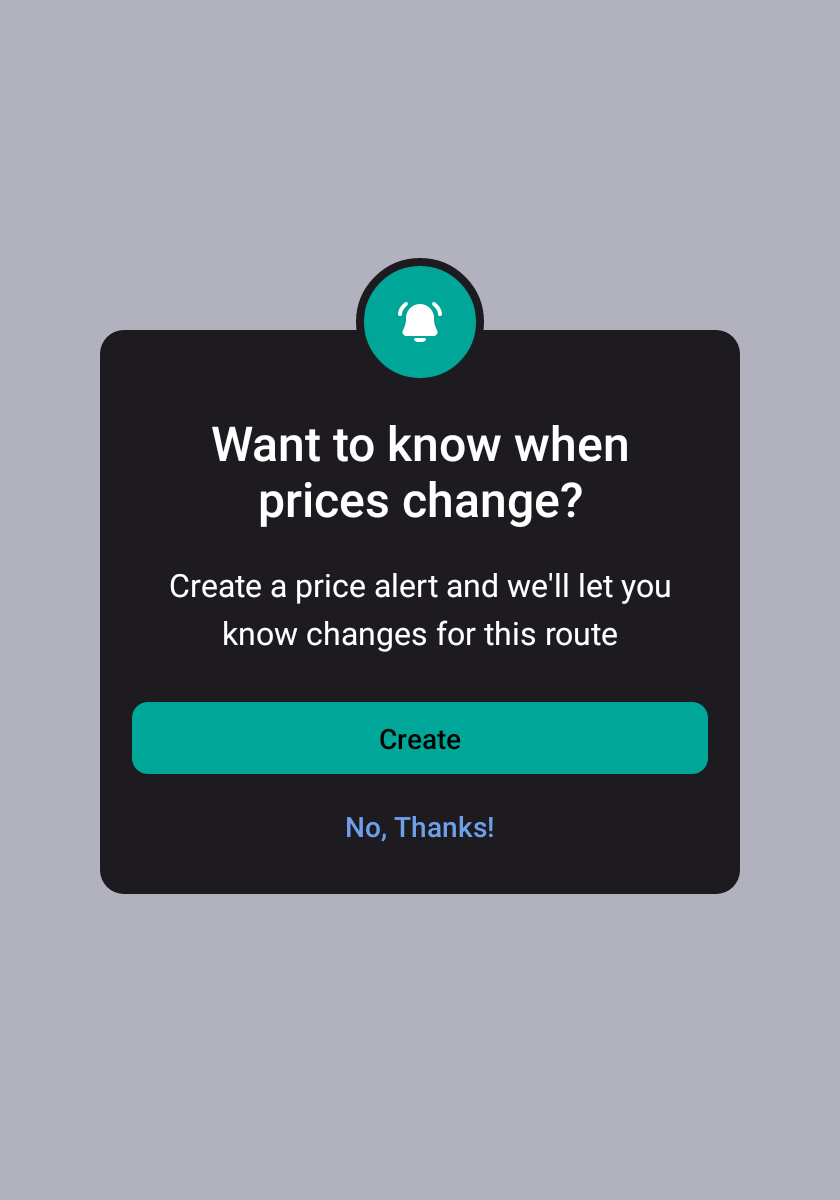 Want to know when
prices change?
Create a price alert and we'll let you
know changes for this route
Create
No, Thanks!